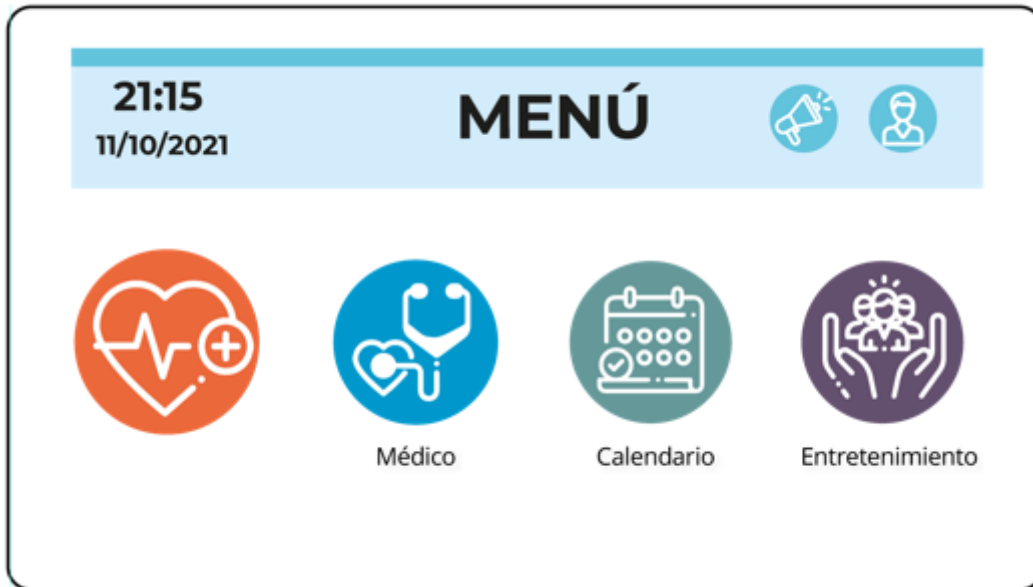 21:15
MENÚ
11/10/2021
Médico
Calendario
Entretenimiento